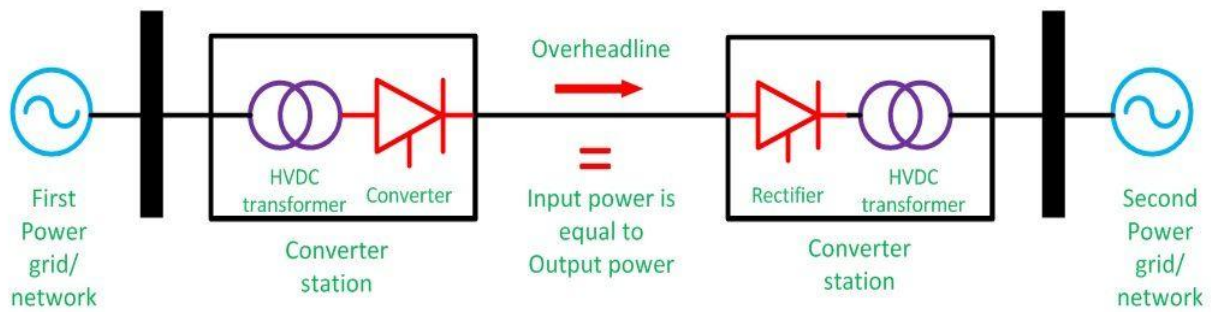 Overheadline
First
Power
grid/
network
HVDC
transformer
Converter
Converter
station
Input power is
equal to
Output power
Rectifier
HVDC
transformer
Converter
station
Second
Power
grid/
network